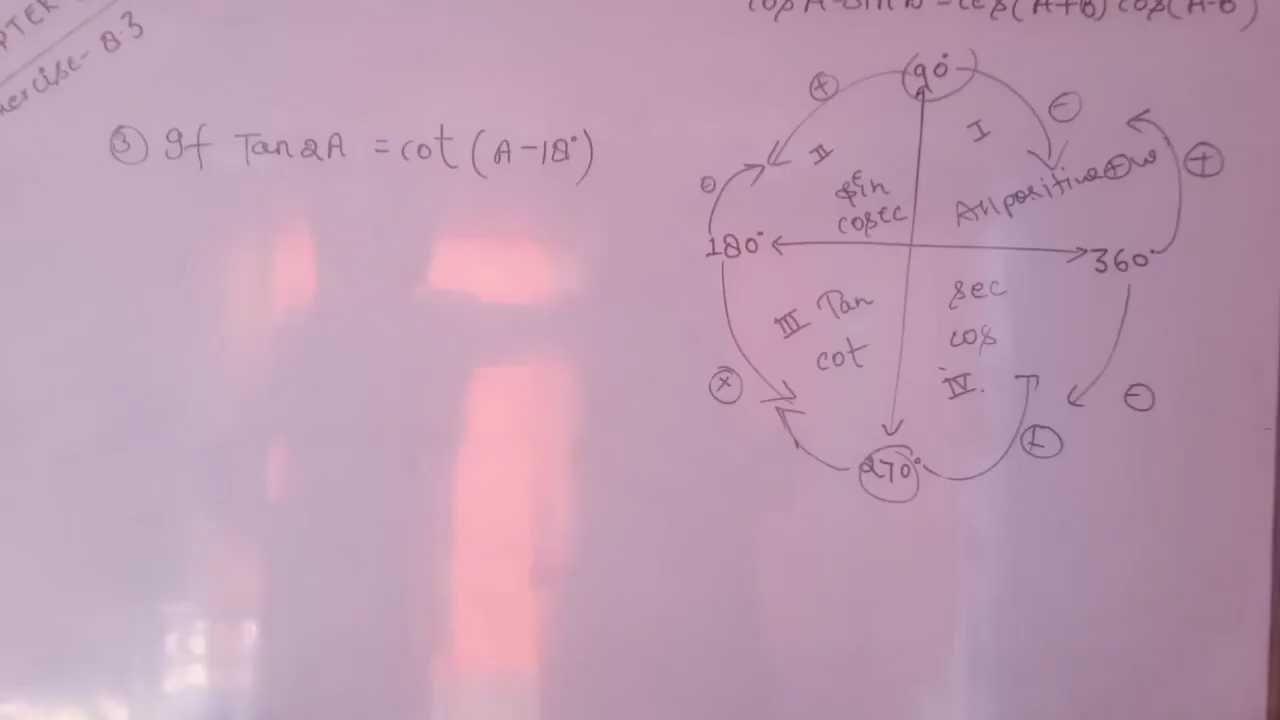 Exercise- 8.3
③ If Tan2A = cot (A-18°)
90°
+
-
II
I
sin
cosec
All positive
+
-
180°
360°
III Tan
cot
sec
cos
IV.
+
-
+
270°